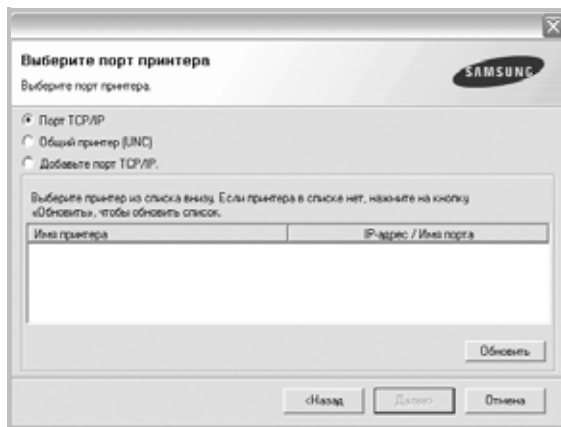 Выберите порт принтера
Выберите порт принтера.
SAMSUNG
Порт TCP/IP
Общий принтер (UNC)
Добавьте порт TCP/IP.
Выберите принтер из списка внизу. Если принтера в списке нет, нажмите на кнопку
«Обновить», чтобы обновить список.
Имя принтера IP-адрес / Имя порта
Обновить
<Назад Далее> Отмена